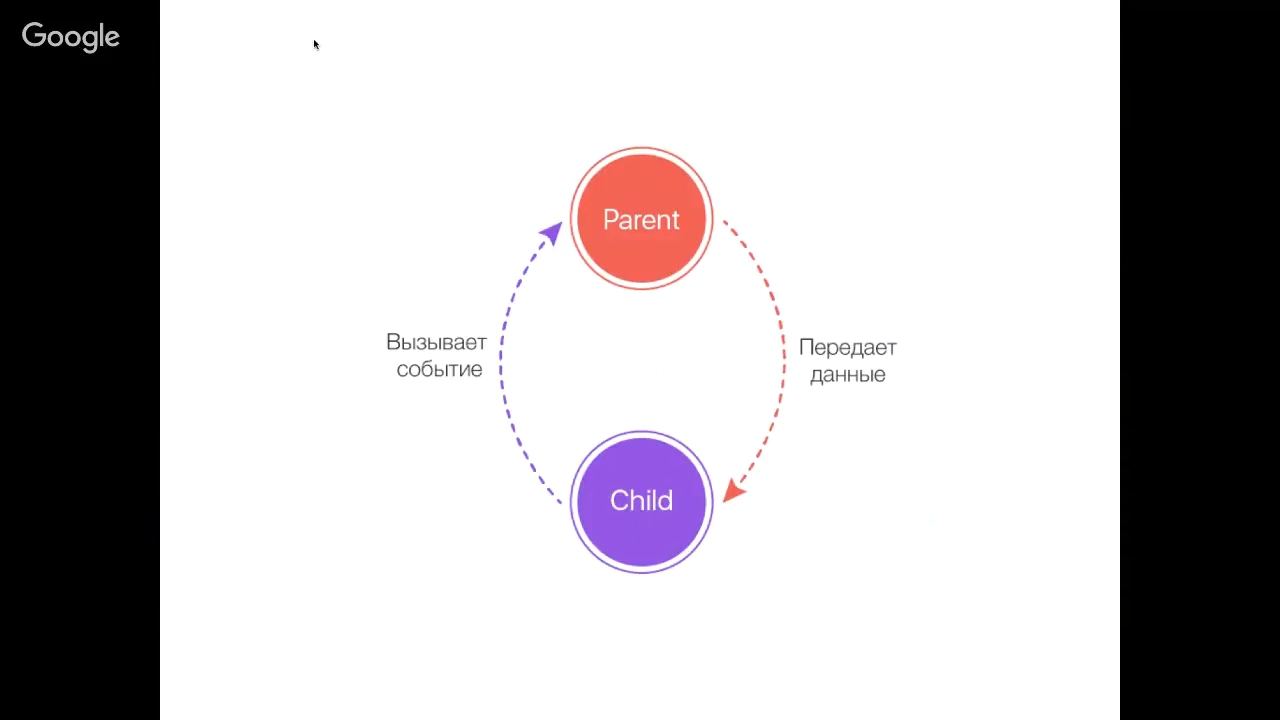 Google
Parent
Вызывает
событие
Передает
данные
Child